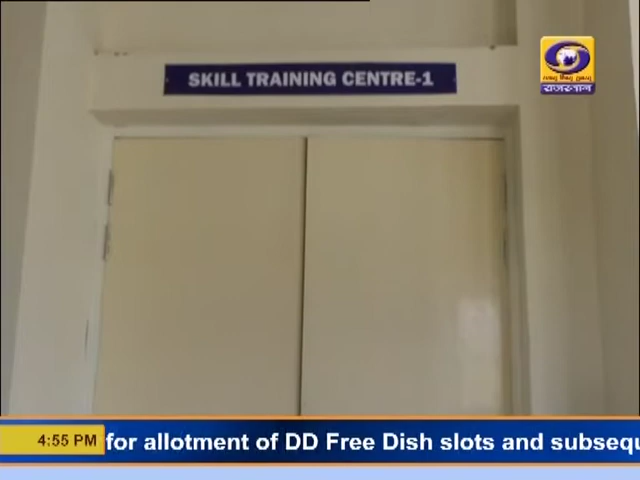 SKILL TRAINING CENTRE-1
राजस्थान
4:55 PM for allotment of DD Free Dish slots and subsequ